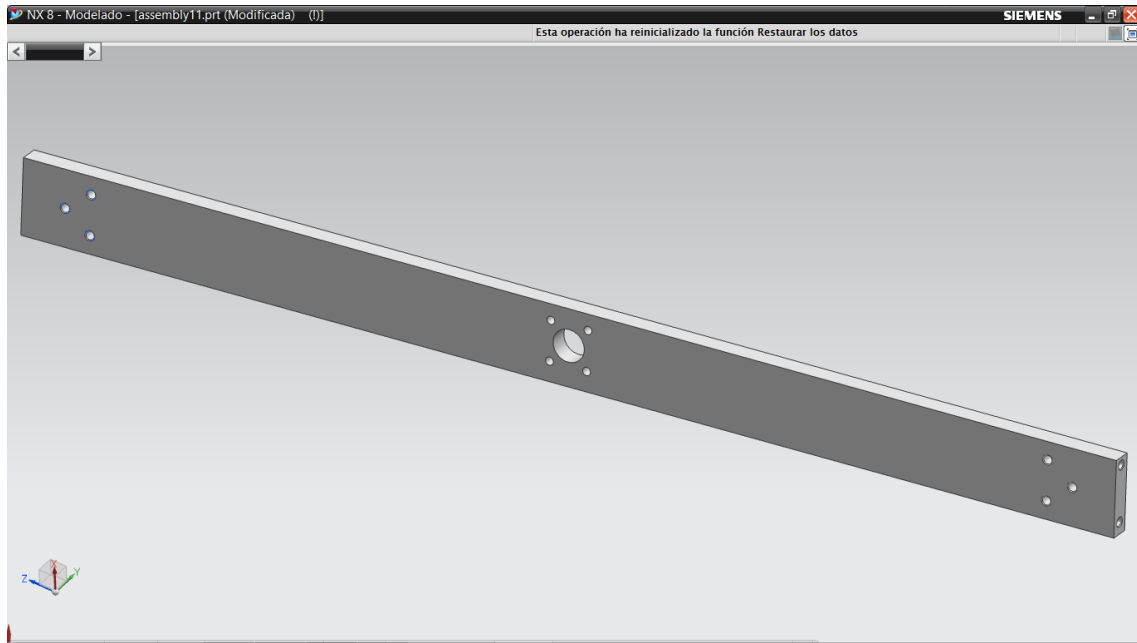 NX 8 - Modelado - [assembly11.prt (Modificada) (!)]
SIEMENS
Esta operación ha reinicializado la función Restaurar los datos
X
Z
Y